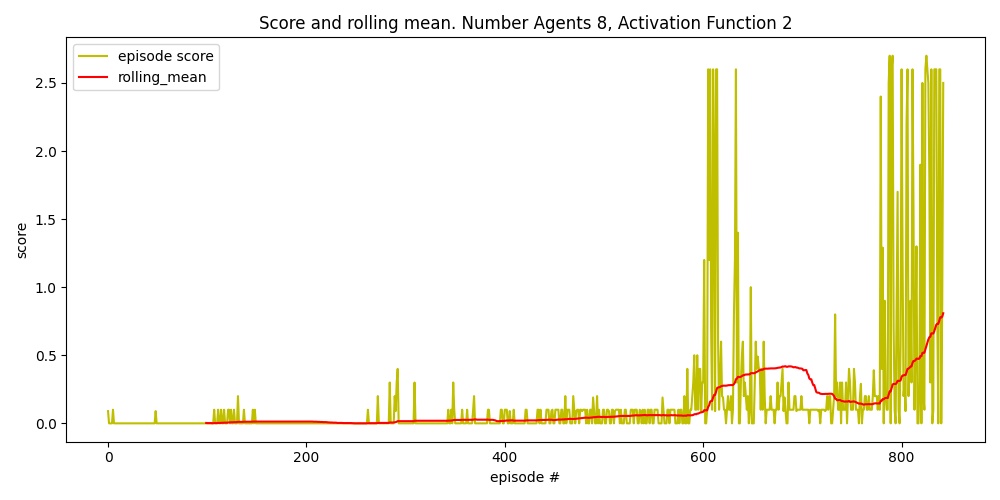 Score and rolling mean. Number Agents 8, Activation Function 2
episode score
rolling_mean
2.5
2.0
1.5
1.0
0.5
0.0
score
0 200 400 600 800
episode #